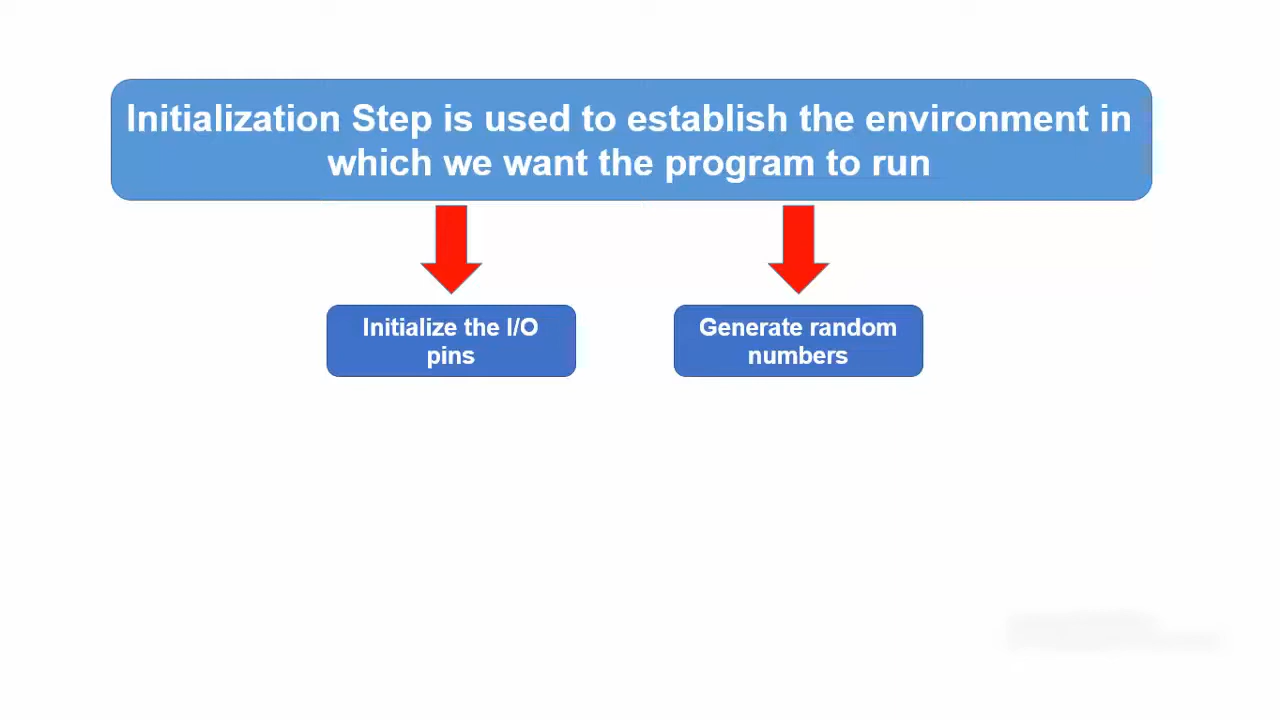 Initialization Step is used to establish the environment in
which we want the program to run
Initialize the I/O
pins
Generate random
numbers